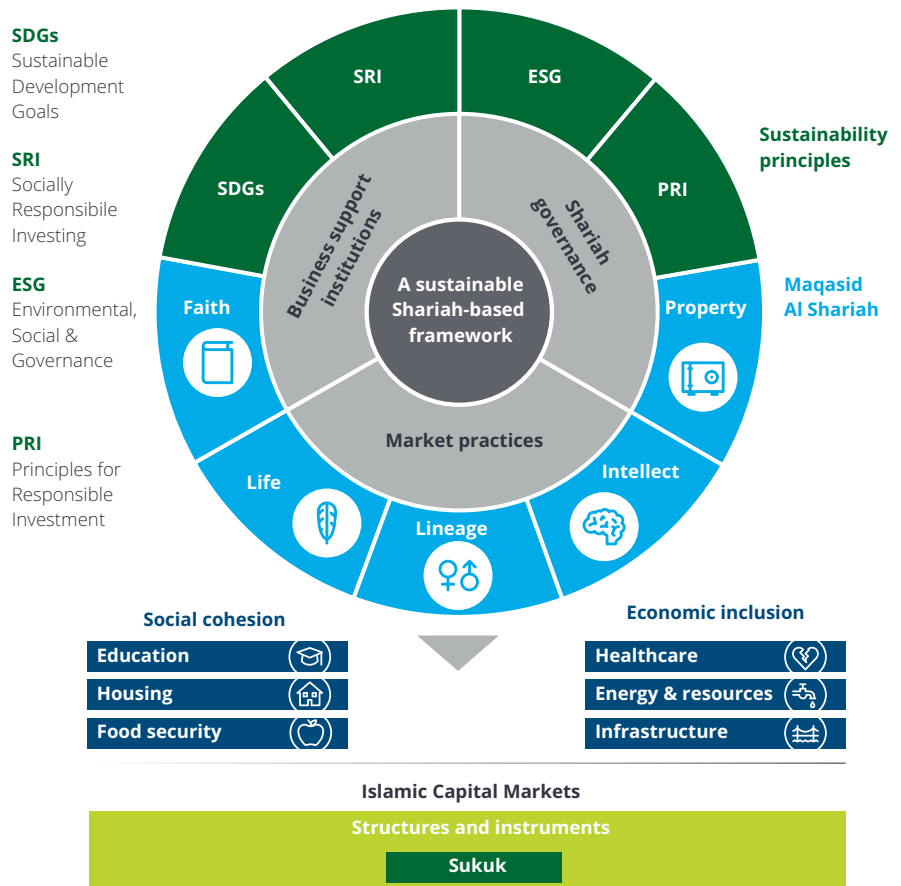 SDGs
Sustainable
Development
Goals
SRI
Socially
Responsibile
Investing
ESG
Environmental,
Social &
Governance
PRI
Principles for
Responsible
Investment
SRI
ESG
SDGs
PRI
Sustainability
principles
Business support
institutions
Shariah
governance
A sustainable
Shariah-based
framework
Market practices
Faith
Property
Maqasid
Al Shariah
Life
Lineage
Intellect
Social cohesion
Education
Housing
Food security
Economic inclusion
Healthcare
Energy & resources
Infrastructure
Islamic Capital Markets
Structures and instruments
Sukuk